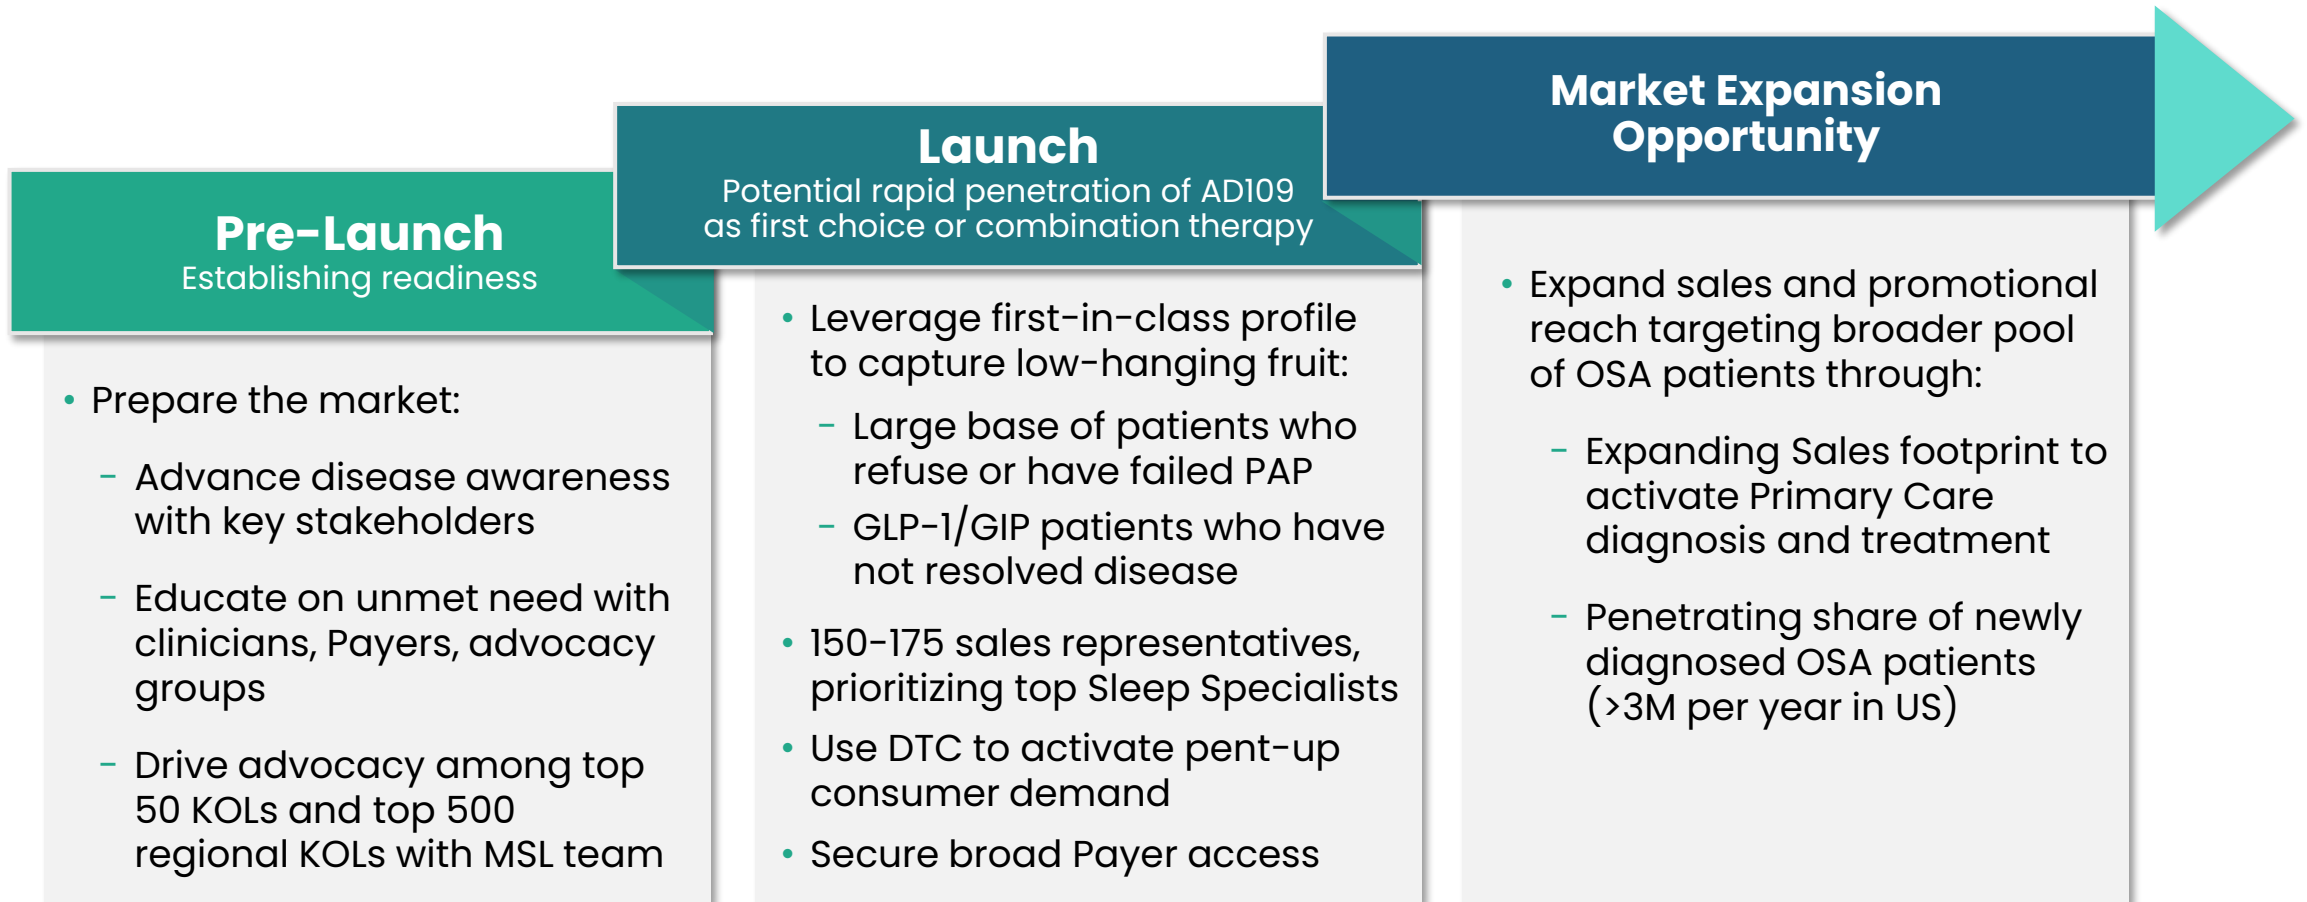 Pre-Launch
Establishing readiness
• Prepare the market:
- Advance disease awareness
with key stakeholders
- Educate on unmet need with
clinicians, Payers, advocacy
groups
- Drive advocacy among top
50 KOLs and top 500
regional KOLs with MSL team
Launch
Potential rapid penetration of AD109
as first choice or combination therapy
• Leverage first-in-class profile
to capture low-hanging fruit:
- Large base of patients who
refuse or have failed PAP
- GLP-1/GIP patients who have
not resolved disease
• 150-175 sales representatives,
prioritizing top Sleep Specialists
• Use DTC to activate pent-up
consumer demand
• Secure broad Payer access
Market Expansion
Opportunity
• Expand sales and promotional
reach targeting broader pool
of OSA patients through:
- Expanding Sales footprint to
activate Primary Care
diagnosis and treatment
- Penetrating share of newly
diagnosed OSA patients
(>3M per year in US)